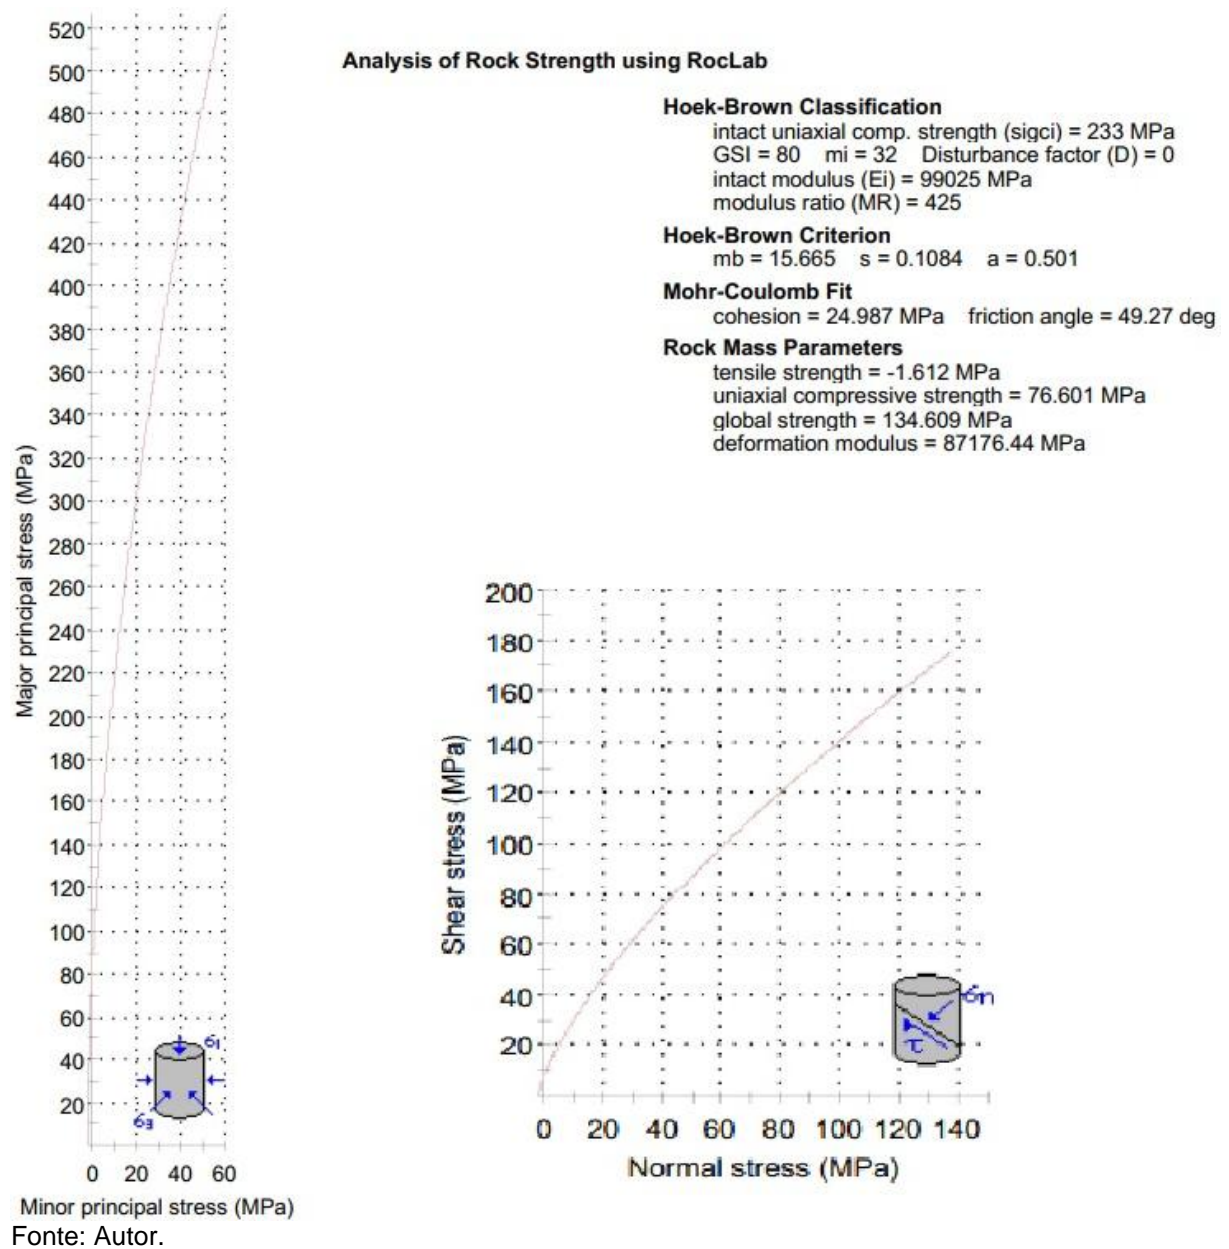 Analysis of Rock Strength using RocLab
Hoek-Brown Classification
intact uniaxial comp. strength (sigci) = 233 MPa
GSI = 80 mi = 32 Disturbance factor (D) = 0
intact modulus (Ei) = 99025 MPa
modulus ratio (MR) = 425
Hoek-Brown Criterion
mb = 15.665 s = 0.1084 a = 0.501
Mohr-Coulomb Fit
cohesion = 24.987 MPa friction angle = 49.27 deg
Rock Mass Parameters
tensile strength = -1.612 MPa
uniaxial compressive strength = 76.601 MPa
global strength = 134.609 MPa
deformation modulus = 87176.44 MPa
Major principal stress (MPa)
520
500
480
460
440
420
400
380
360
340
320
300
280
260
240
220
200
180
160
140
120
100
80
60
40
20
σ1
σ3
0 20 40 60
Minor principal stress (MPa)
Shear stress (MPa)
200
180
160
140
120
100
80
60
40
20
σn
τ
0 20 40 60 80 100 120 140
Normal stress (MPa)
Fonte: Autor.